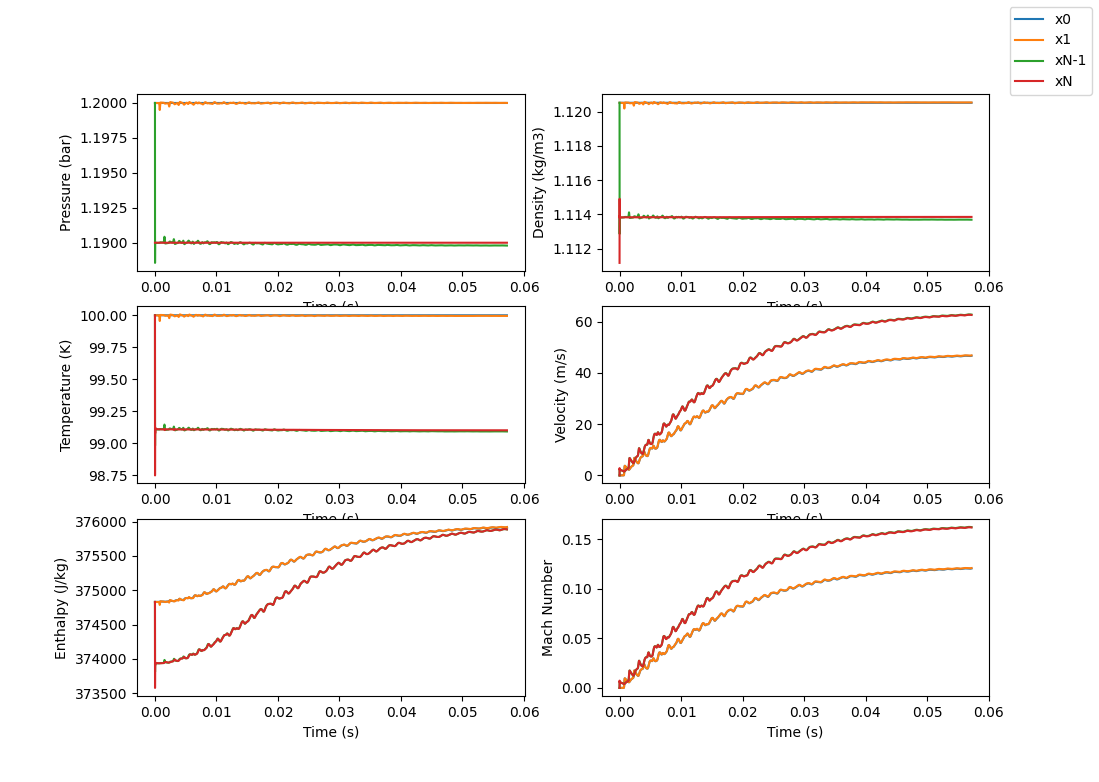 x0
x1
xN-1
xN
1.2000
1.1975
1.1950
1.1925
1.1900
Pressure (bar)
0.00 0.01 0.02 0.03 0.04 0.05 0.06
Time (s)
1.120
1.118
1.116
1.114
1.112
Density (kg/m3)
0.00 0.01 0.02 0.03 0.04 0.05 0.06
Time (s)
100.00
99.75
99.50
99.25
99.00
98.75
Temperature (K)
0.00 0.01 0.02 0.03 0.04 0.05 0.06
Time (s)
60
40
20
0
Velocity (m/s)
0.00 0.01 0.02 0.03 0.04 0.05 0.06
Time (s)
376000
375500
375000
374500
374000
373500
Enthalpy (J/kg)
0.00 0.01 0.02 0.03 0.04 0.05 0.06
Time (s)
0.15
0.10
0.05
0.00
Mach Number
0.00 0.01 0.02 0.03 0.04 0.05 0.06
Time (s)